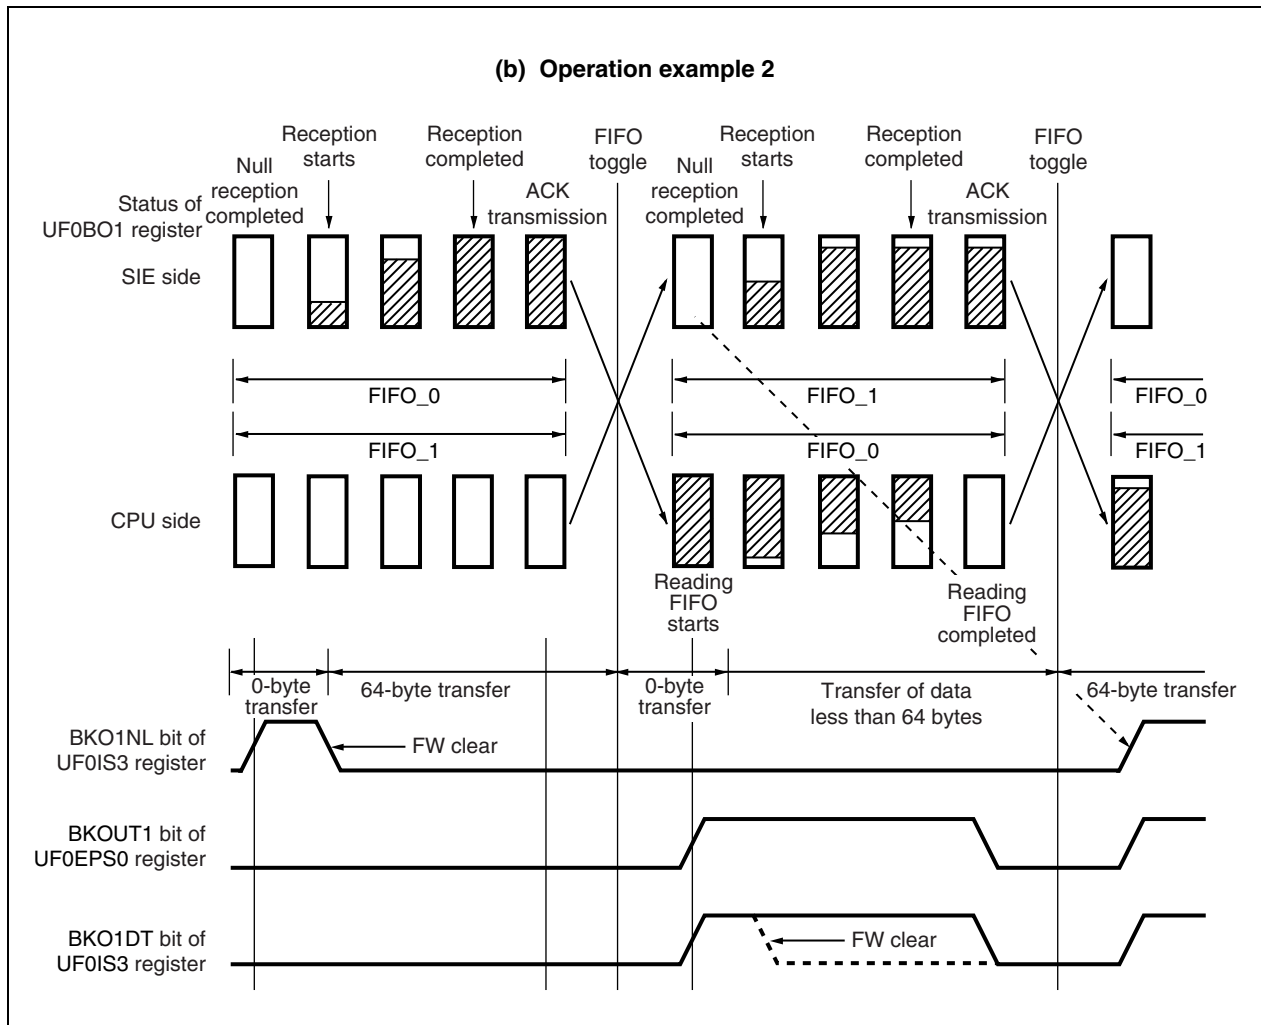 (b) Operation example 2
Reception
starts
Reception
completed
FIFO
toggle
Reception
starts
Reception
completed
FIFO
toggle
Null
reception
completed
ACK
transmission
Null
reception
completed
ACK
transmission
Status of
UF0BO1 register
SIE side
FIFO_0
FIFO_1
FIFO_0
FIFO_1
FIFO_0
FIFO_1
CPU side
Reading
FIFO
starts
Reading
FIFO
completed
0-byte
transfer
64-byte transfer
0-byte
transfer
Transfer of data
less than 64 bytes
64-byte transfer
BKO1NL bit of
UF0IS3 register
FW clear
BKOUT1 bit of
UF0EPS0 register
BKO1DT bit of
UF0IS3 register
FW clear